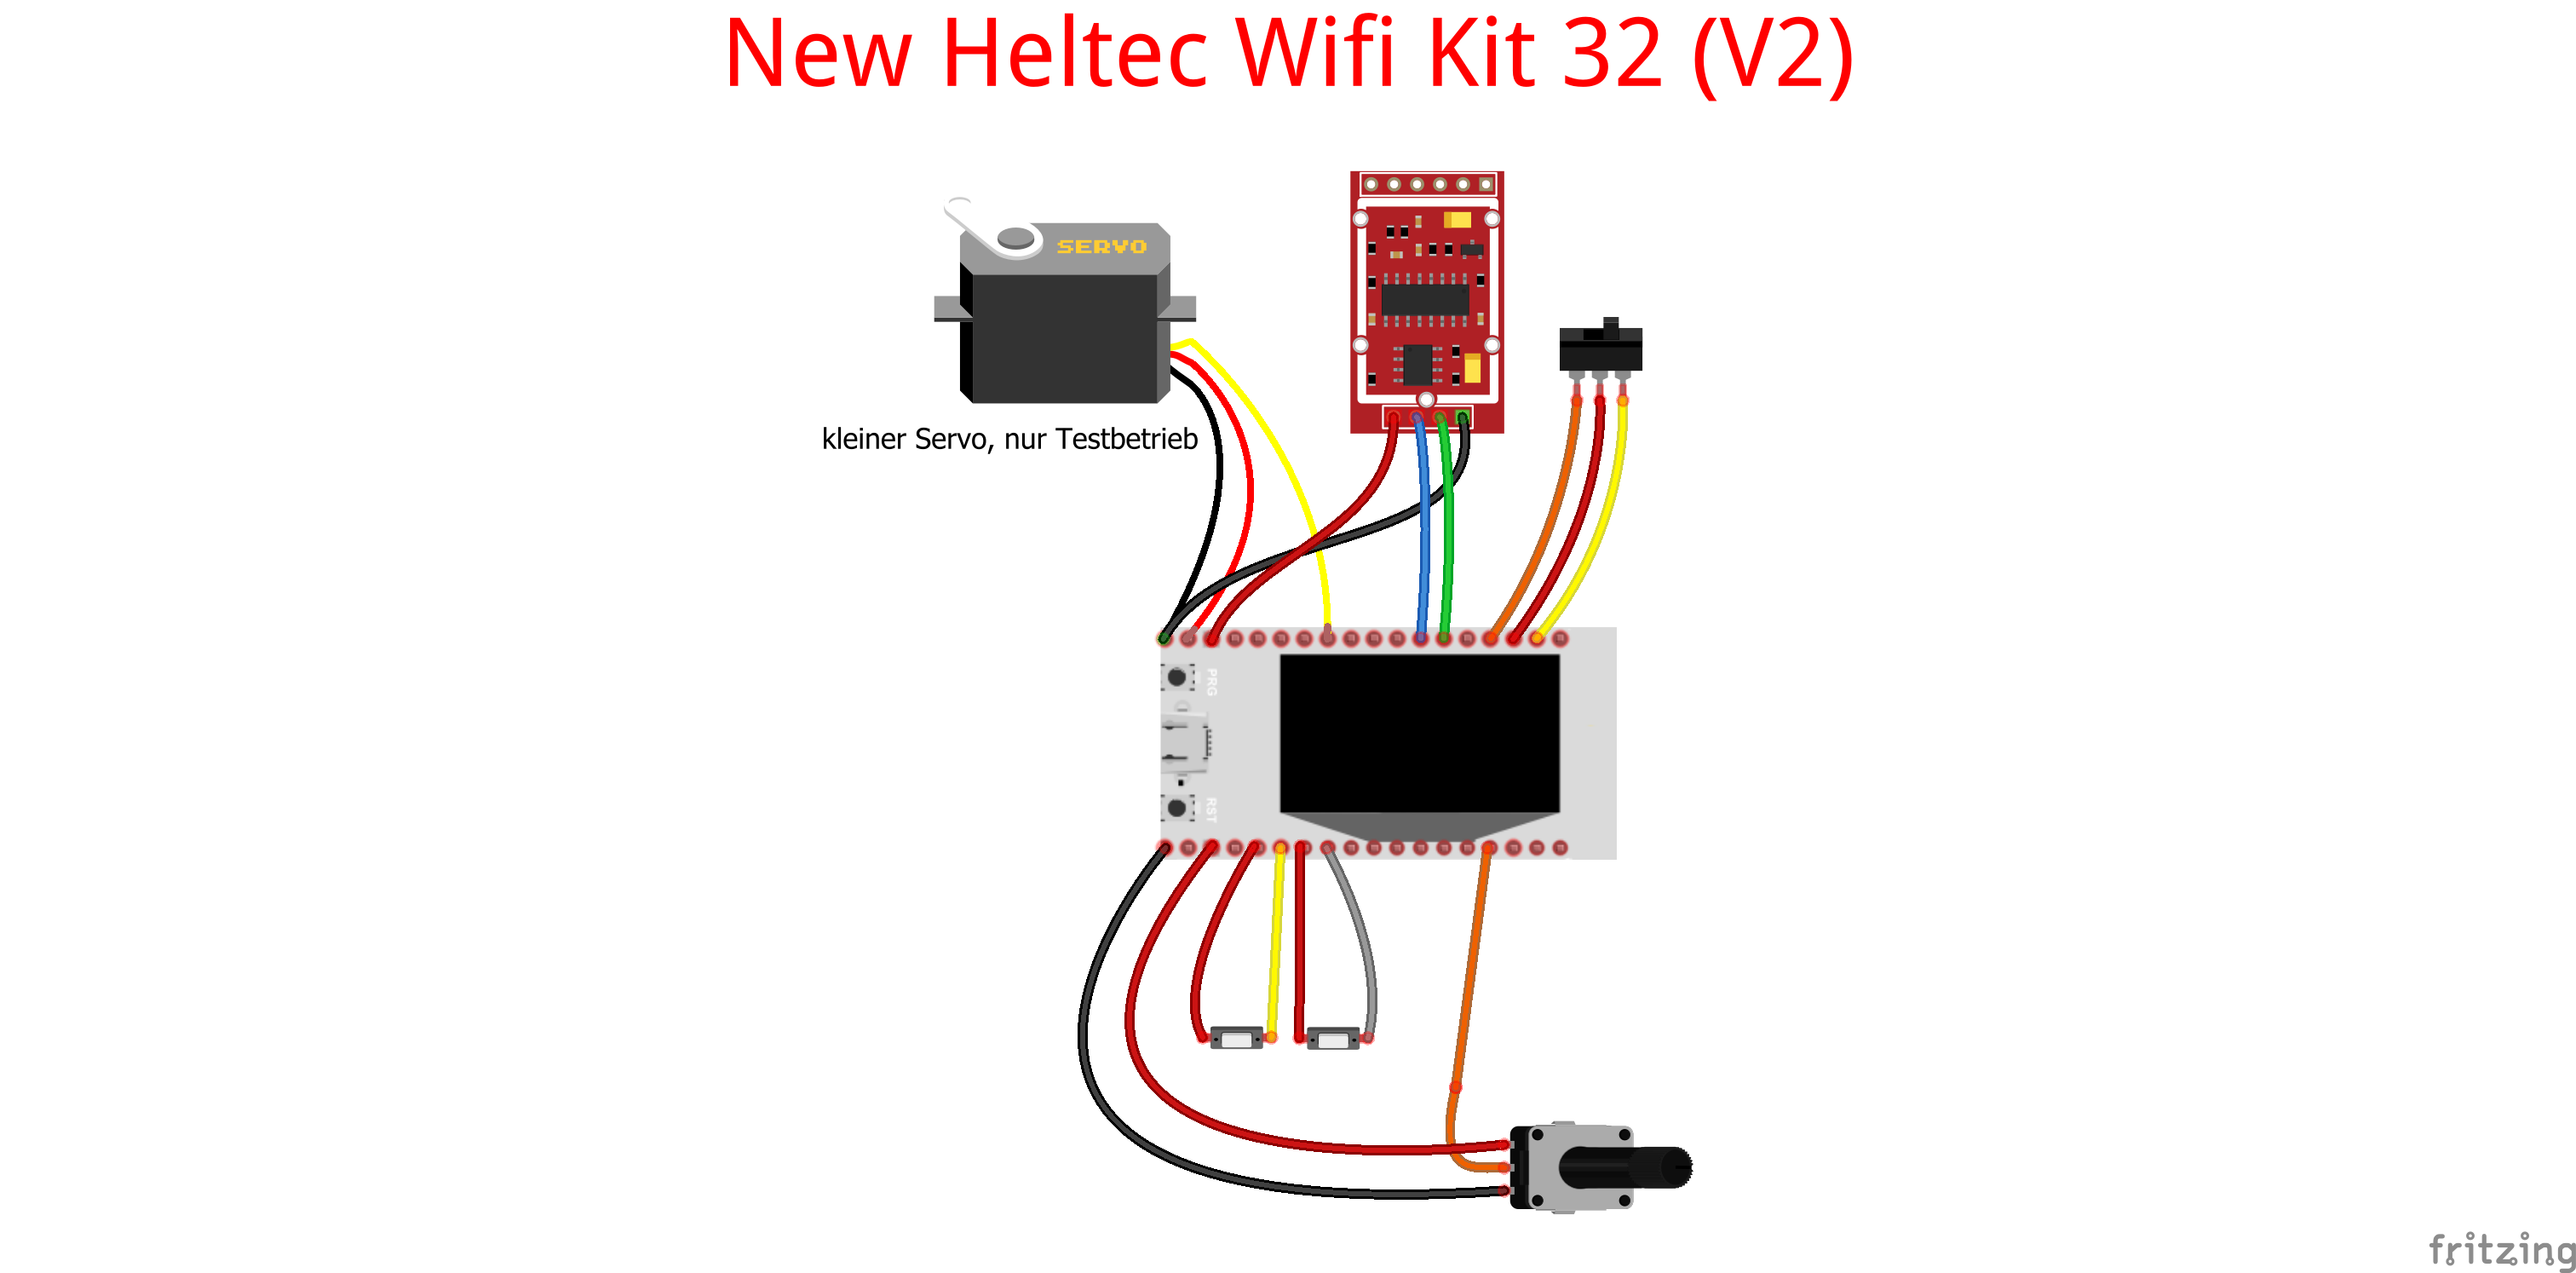 New Heltec Wifi Kit 32 (V2)
SERVO
kleiner Servo, nur Testbetrieb
PRG
RST
fritzing